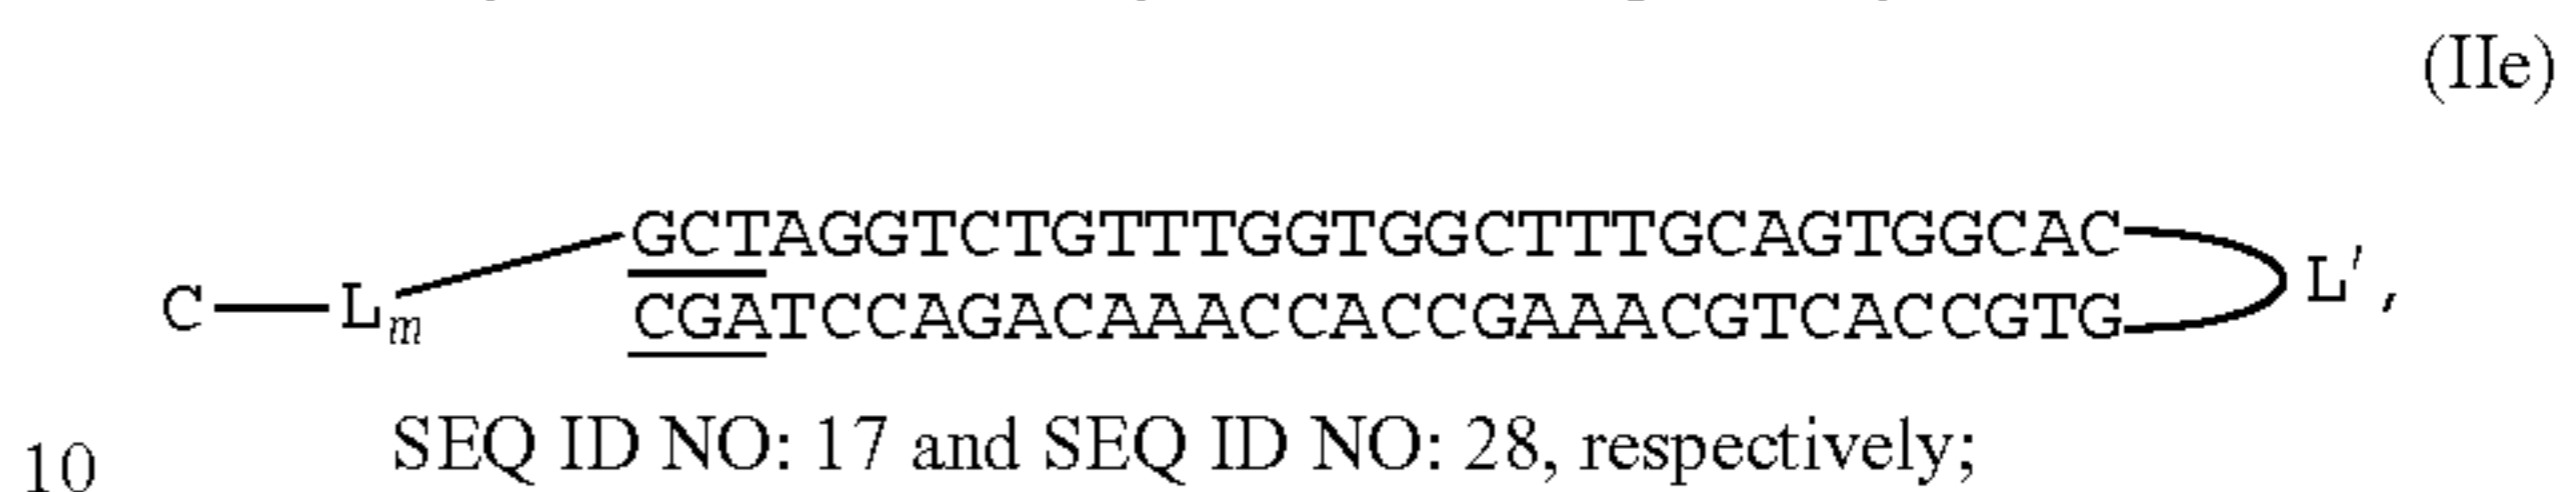 (IIe)
GCTAGGTCTGTTTGGTGGCTTTGCAGTGGCAC
C—Lm L′,
CGATCCAGACAAACCACCGAAACGTCACCGTG
10 SEQ ID NO: 17 and SEQ ID NO: 28, respectively;